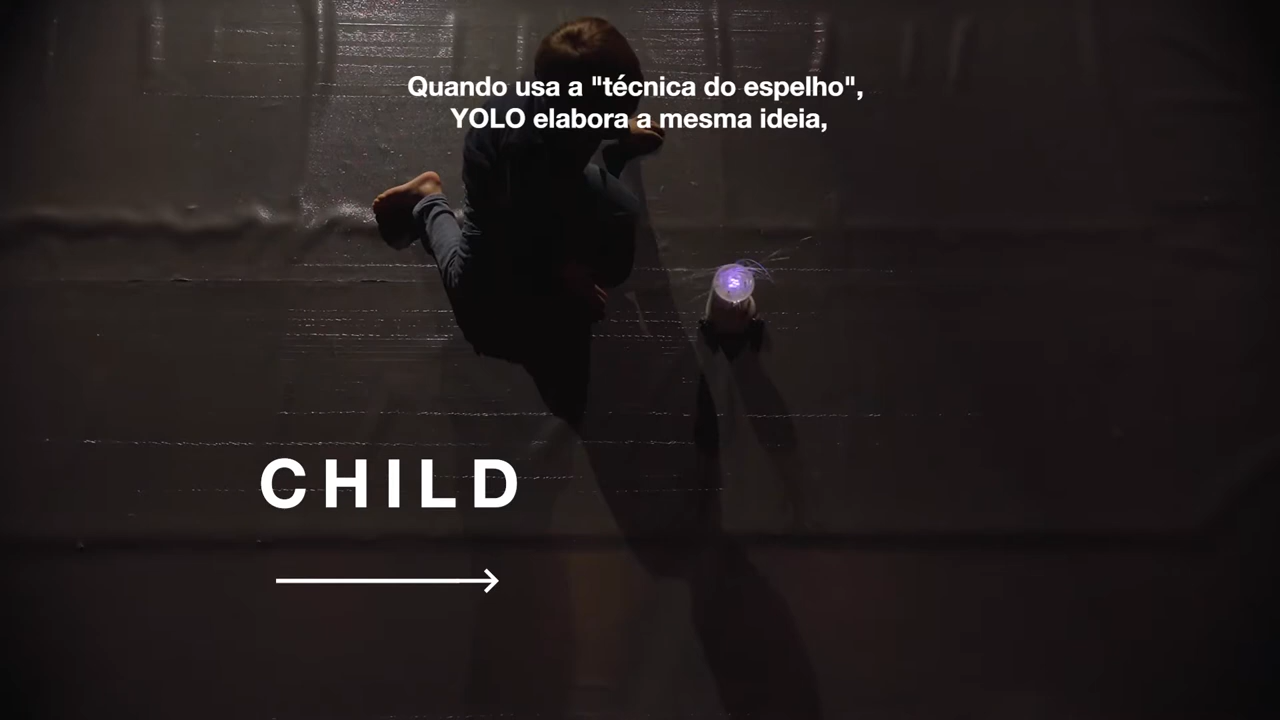 Quando usa a "técnica do espelho",
YOLO elabora a mesma ideia,
CHILD